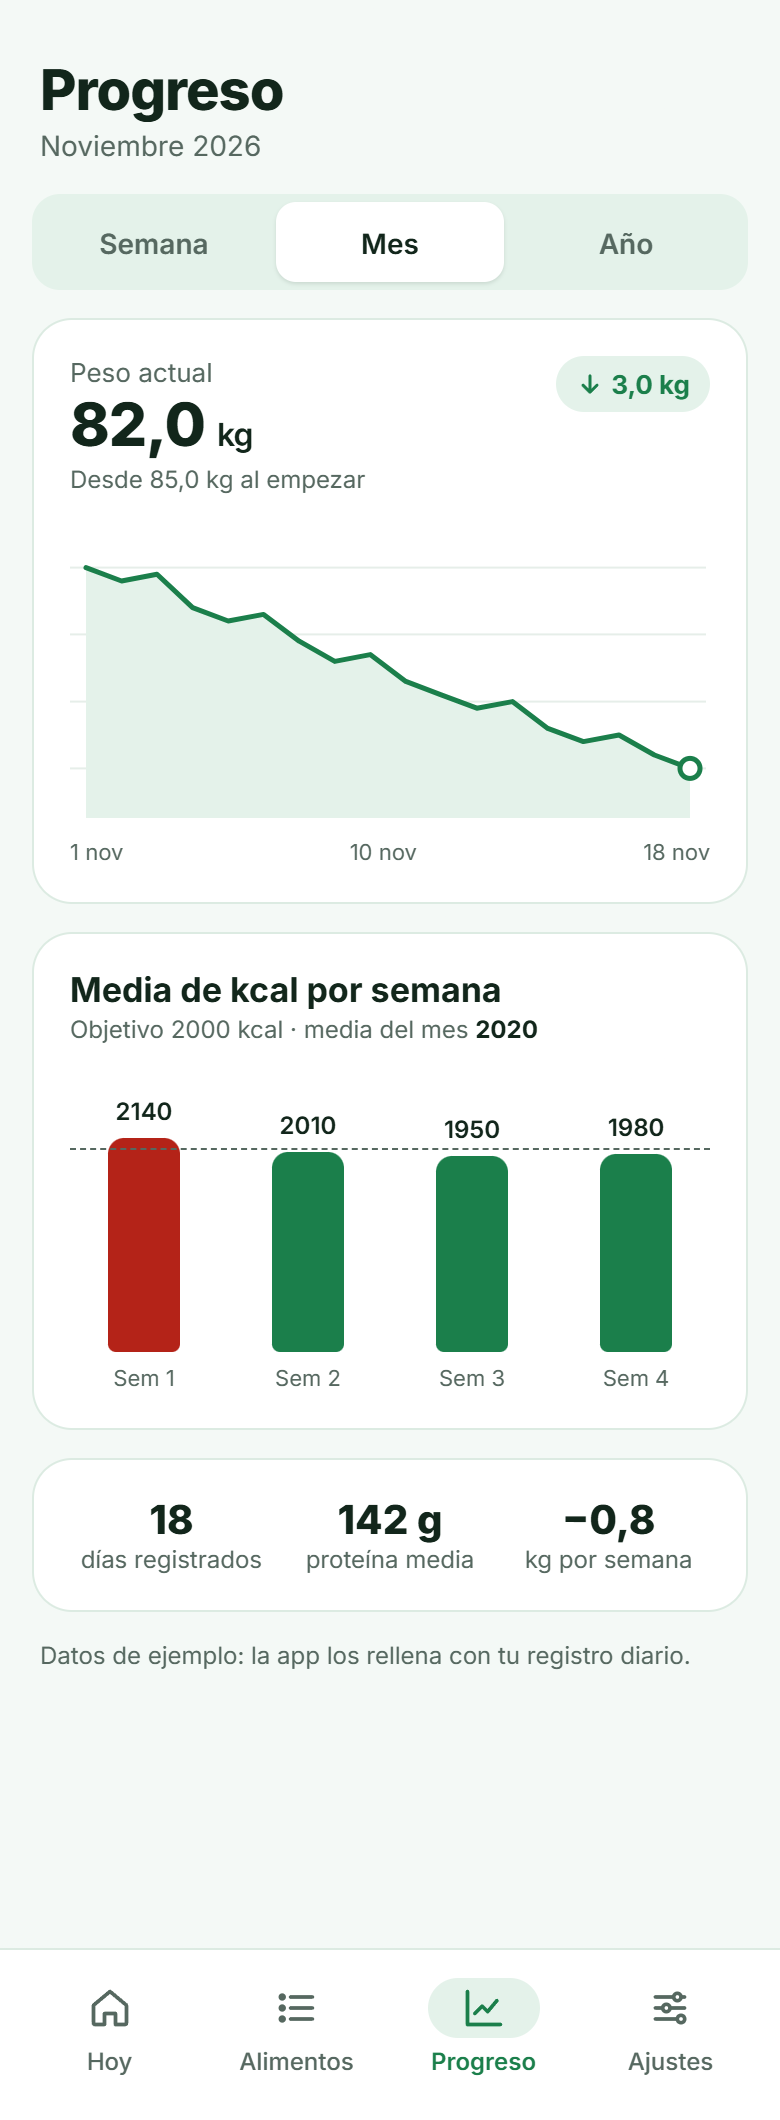 Progreso
Noviembre 2026
Semana Mes Año
Peso actual
↓ 3,0 kg
82,0 kg
Desde 85,0 kg al empezar
1 nov 10 nov 18 nov
Media de kcal por semana
Objetivo 2000 kcal · media del mes 2020
2140 2010 1950 1980
Sem 1 Sem 2 Sem 3 Sem 4
18 142 g −0,8
días registrados proteína media kg por semana
Datos de ejemplo: la app los rellena con tu registro diario.
Hoy Alimentos Progreso Ajustes